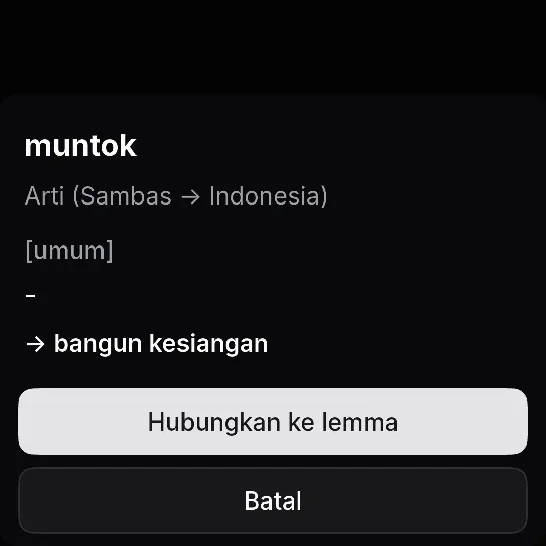 muntok
Arti (Sambas → Indonesia)
[umum]
-
→ bangun kesiangan
Hubungkan ke lemma
Batal